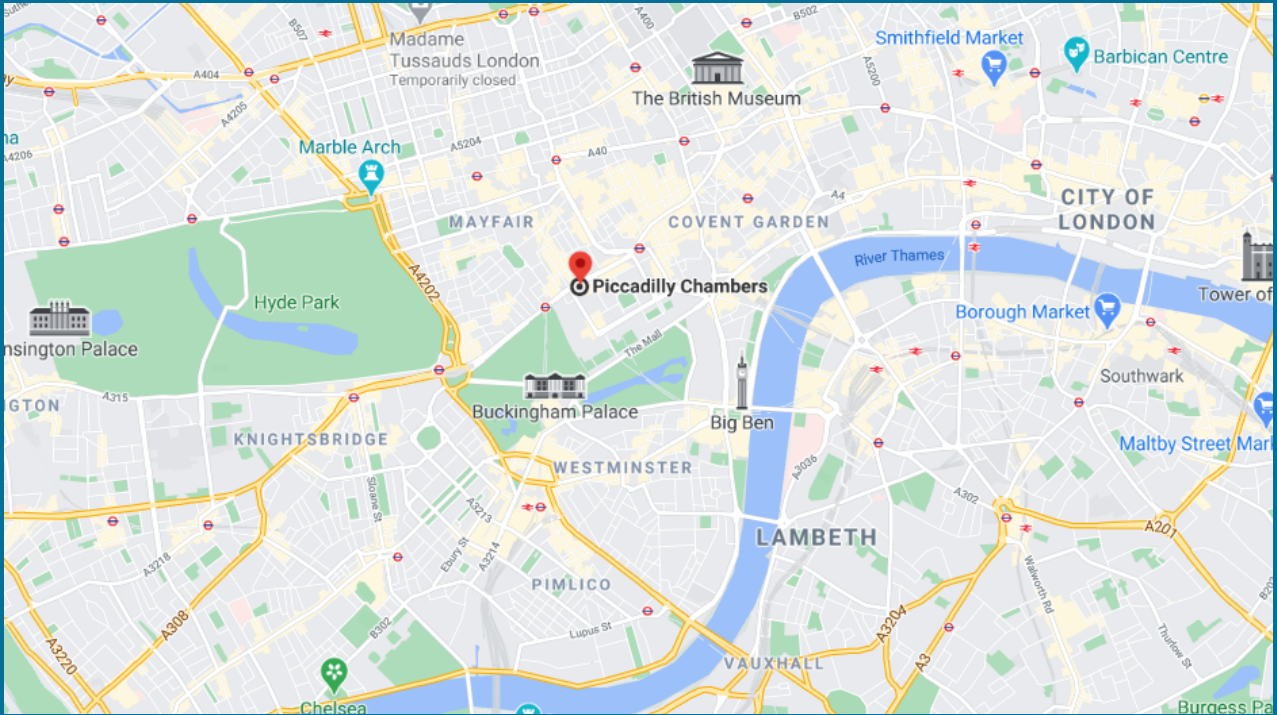 B507
A400
B502
Madame
Tussauds London
Temporarily closed
Smithfield Market
Barbican Centre
A404
A5200
The British Museum
A4205
Marble Arch
A5204
A40
na
A4206
A4
CITY OF
LONDON
MAYFAIR
COVENT GARDEN
River Thames
A4202
Piccadilly Chambers
Hyde Park
Tower of
Borough Market
nsington Palace
The Mall
Southwark
A315
IGTON
Buckingham Palace
Big Ben
KNIGHTSBRIDGE
Maltby Street Mark
WESTMINSTER
A3036
Sloane St
A302
A3213
A201
LAMBETH
Ebury St
A3214
A3218
PIMLICO
Walworth Rd
B203
A308
B302
Lupus St
A3204
A3220
A3
Thurlow St
VAUXHALL
Chelsea
Burgess Pa